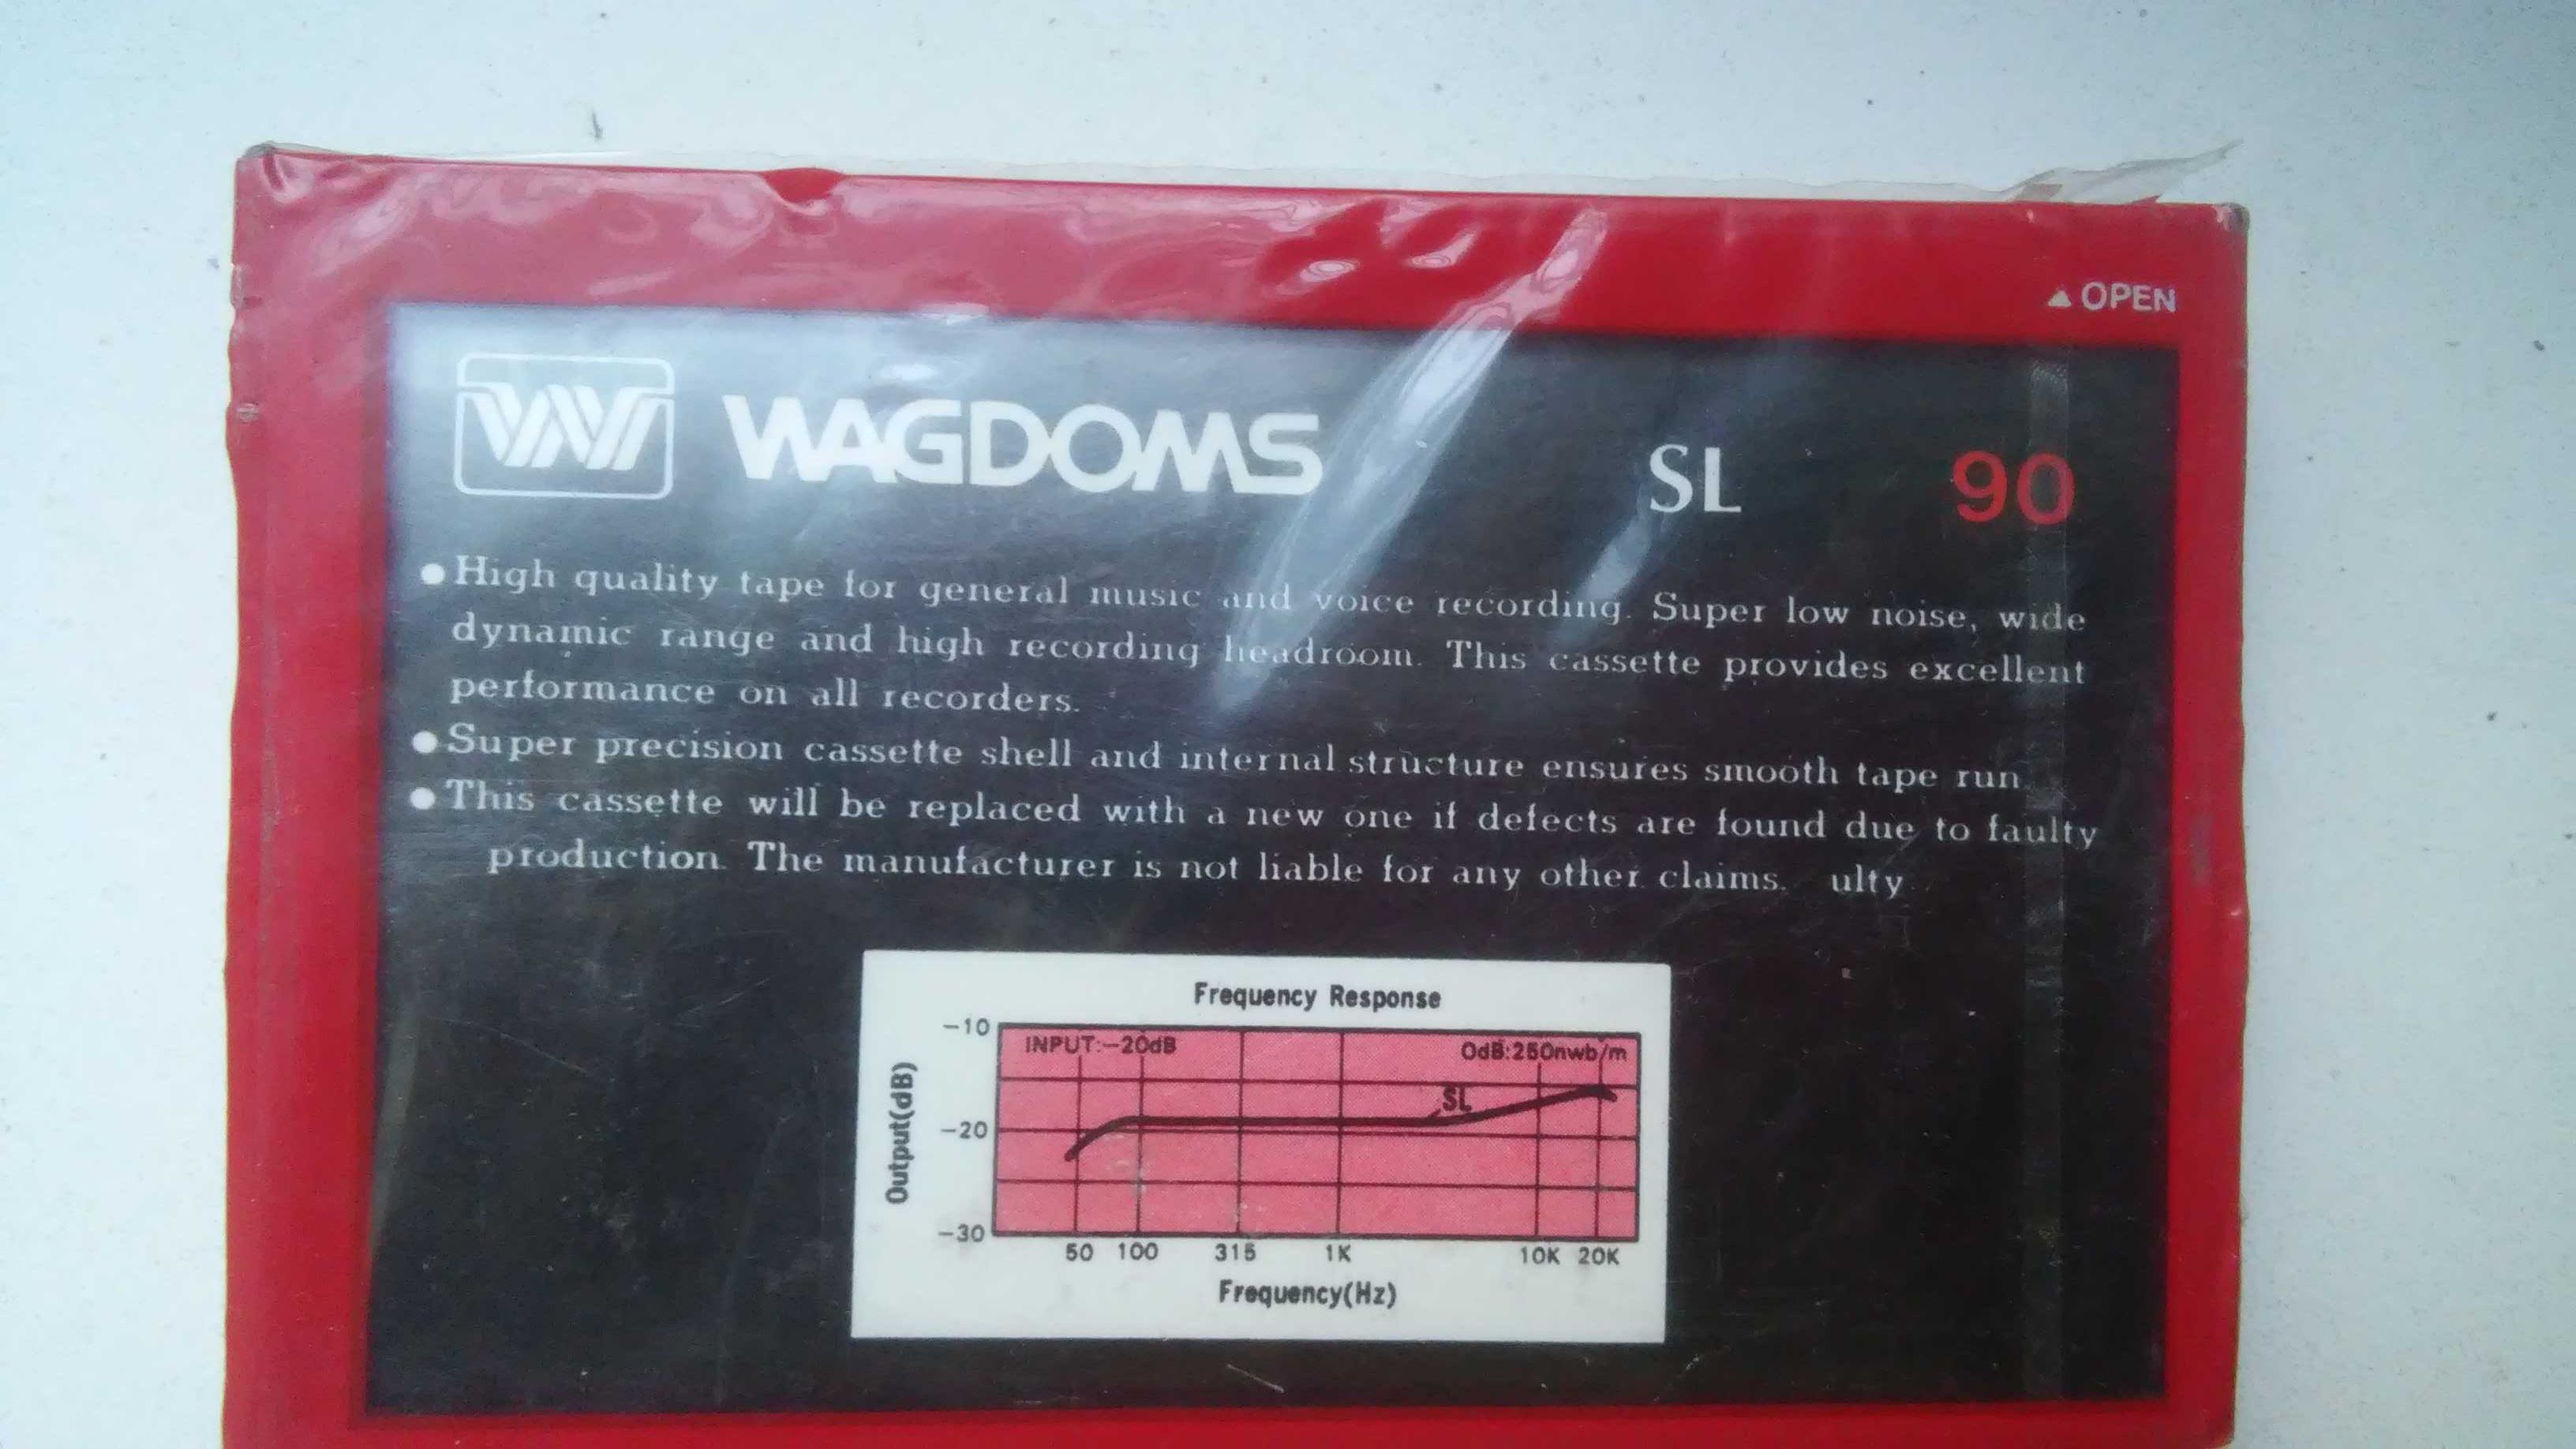 ▲ OPEN
W WAGDOMS SL 90
● High quality tape for general music and voice recording. Super low noise, wide
dynamic range and high recording headroom. This cassette provides excellent
performance on all recorders.
● Super precision cassette shell and internal structure ensures smooth tape run.
● This cassette will be replaced with a new one if defects are found due to faulty
production. The manufacturer is not liable for any other claims. ulty
Frequency Response
-10
INPUT:-20dB 0dB:250nwb/m
SL
Output(dB)
-20
-30
50 100 315 1K 10K 20K
Frequency(Hz)